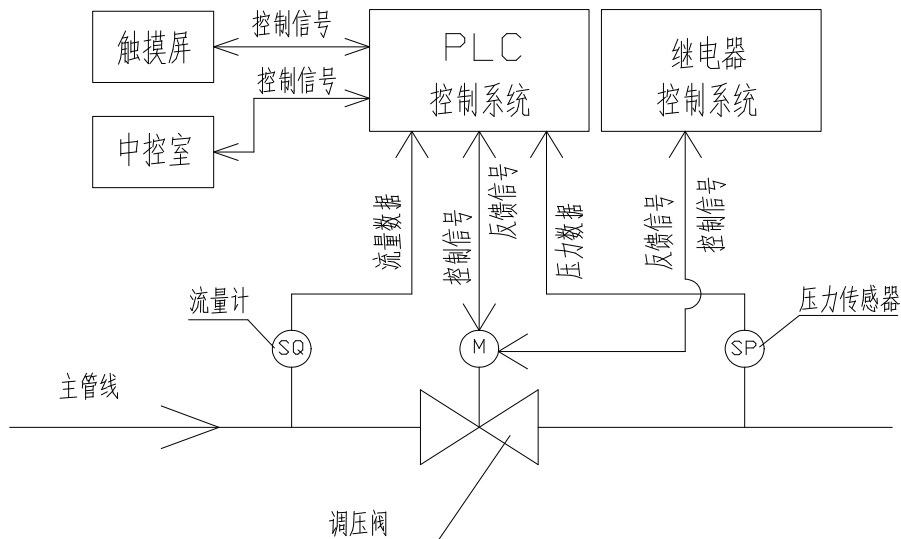 触摸屏
控制信号
PLC
控制系统
继电器
控制系统
控制信号
中控室
流量数据
控制信号
反馈信号
压力数据
反馈信号
控制信号
流量计
压力传感器
SQ
M
SP
主管线
调压阀